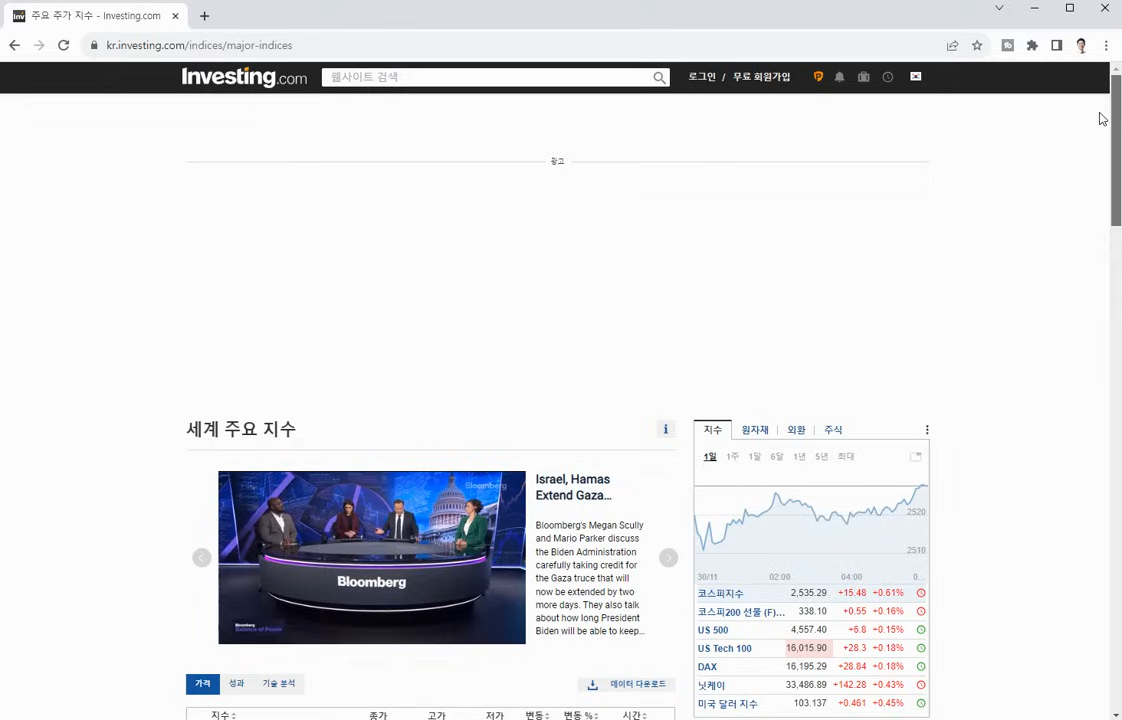 주요 주가 지수 - Investing.com
kr.investing.com/indices/major-indices
Investing.com
웹사이트 검색
로그인 / 무료 회원가입
광고
세계 주요 지수
Israel, Hamas
Extend Gaza...
Bloomberg's Megan Scully
and Mario Parker discuss
the Biden Administration
carefully taking credit for
the Gaza truce that will
now be extended by two
more days. They also talk
about how long President
Biden will be able to keep...
Bloomberg
Bloomberg
Bloomberg
Balance of Power
가격 성과 기술 분석
데이터 다운로드
지수 종가 고가 저가 변동 변동 % 시간
지수 원자재 외환 주식
1일 1주 1달 6달 1년 5년 최대
2520
2510
30/11 02:00 04:00 0...
코스피지수 2,535.29 +15.48 +0.61%
코스피200 선물 (F)... 338.10 +0.55 +0.16%
US 500 4,557.40 +6.8 +0.15%
US Tech 100 16,015.90 +28.3 +0.18%
DAX 16,195.29 +28.84 +0.18%
닛케이 33,486.89 +142.28 +0.43%
미국 달러 지수 103.137 +0.461 +0.45%